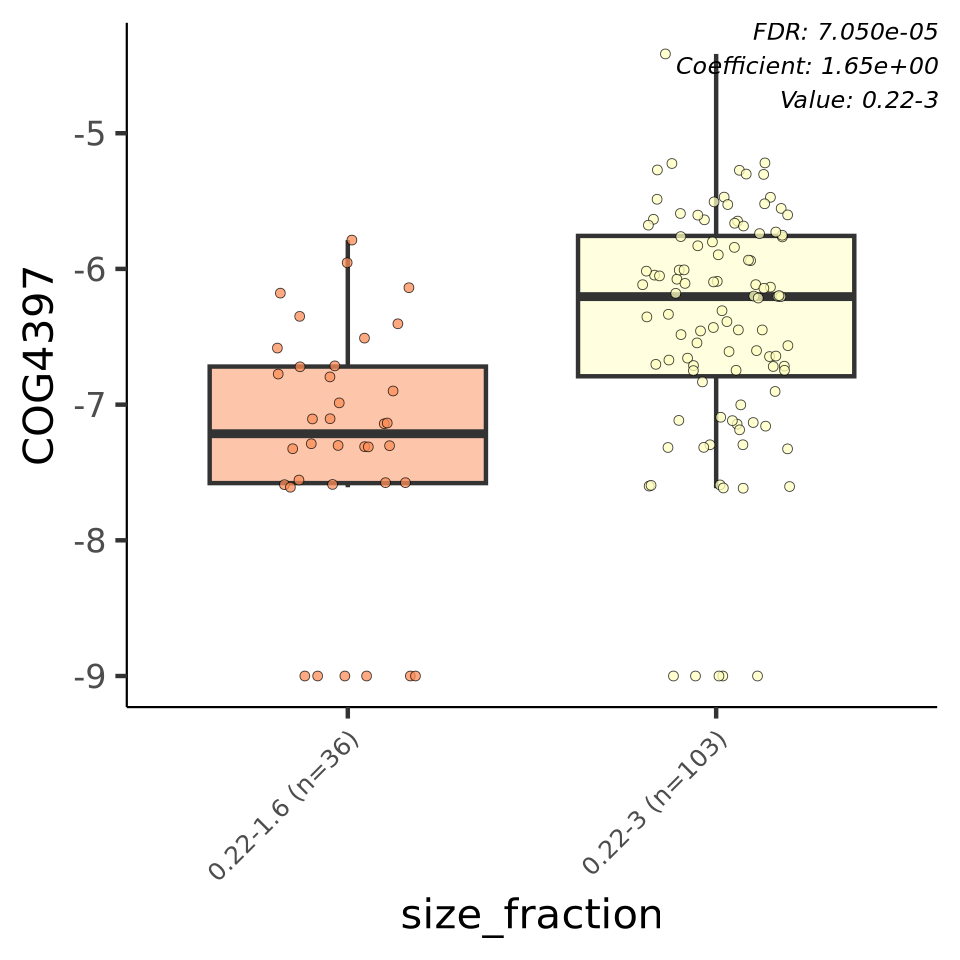 FDR: 7.050e-05
Coefficient: 1.65e+00
Value: 0.22-3
COG4397
-5
-6
-7
-8
-9
0.22-1.6 (n=36)
0.22-3 (n=103)
size_fraction